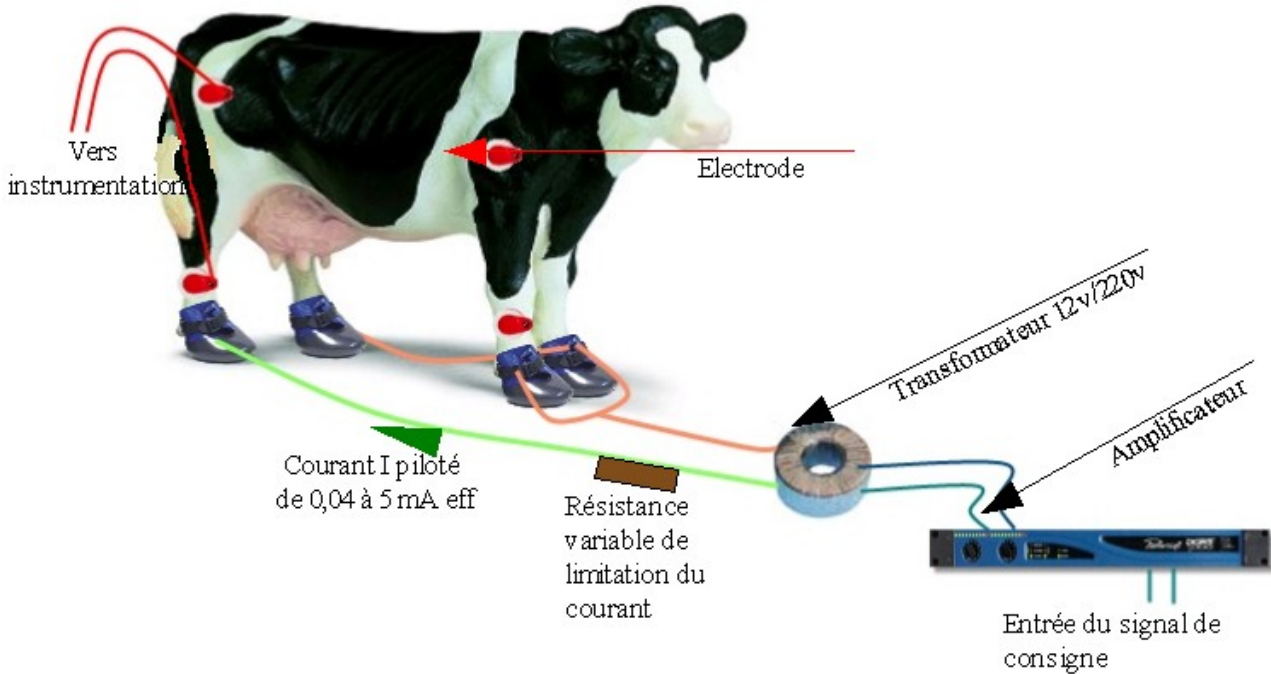 Vers
instrumentation
Electrode
Transformateur 12v/220v
Amplificateur
Courant I piloté
de 0,04 à 5 mA eff
Résistance
variable de
limitation du
courant
Entrée du signal de
consigne